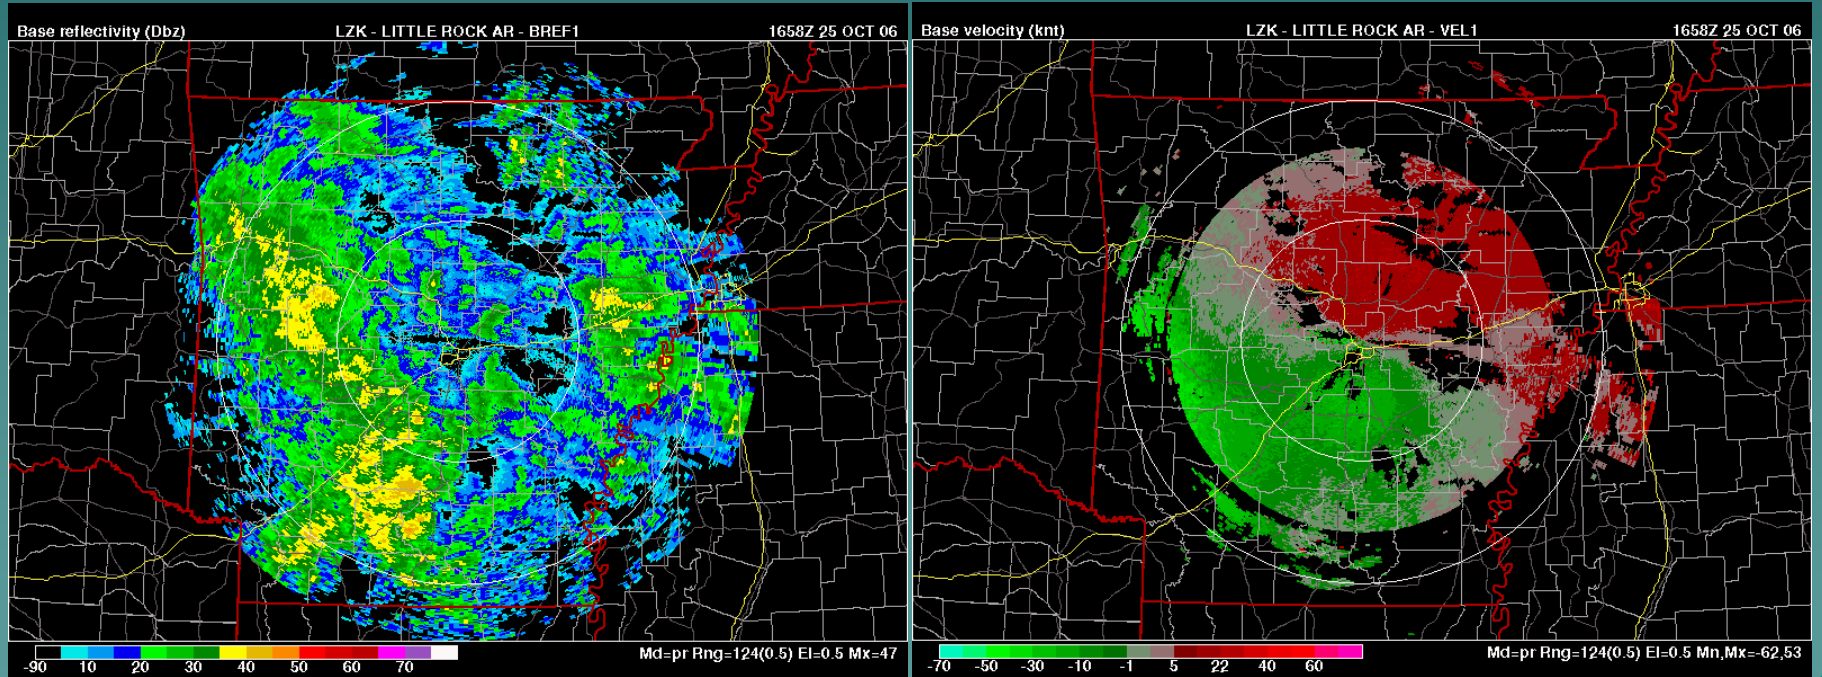 Base reflectivity (Dbz) LZK - LITTLE ROCK AR - BREF1 1658Z 25 OCT 06
-90 10 20 30 40 50 60 70
Md=pr Rng=124(0.5) El=0.5 Mx=47
Base velocity (knt) LZK - LITTLE ROCK AR - VEL1 1658Z 25 OCT 06
-70 -50 -30 -10 -1 5 22 40 60
Md=pr Rng=124(0.5) El=0.5 Mn,Mx=-62,53